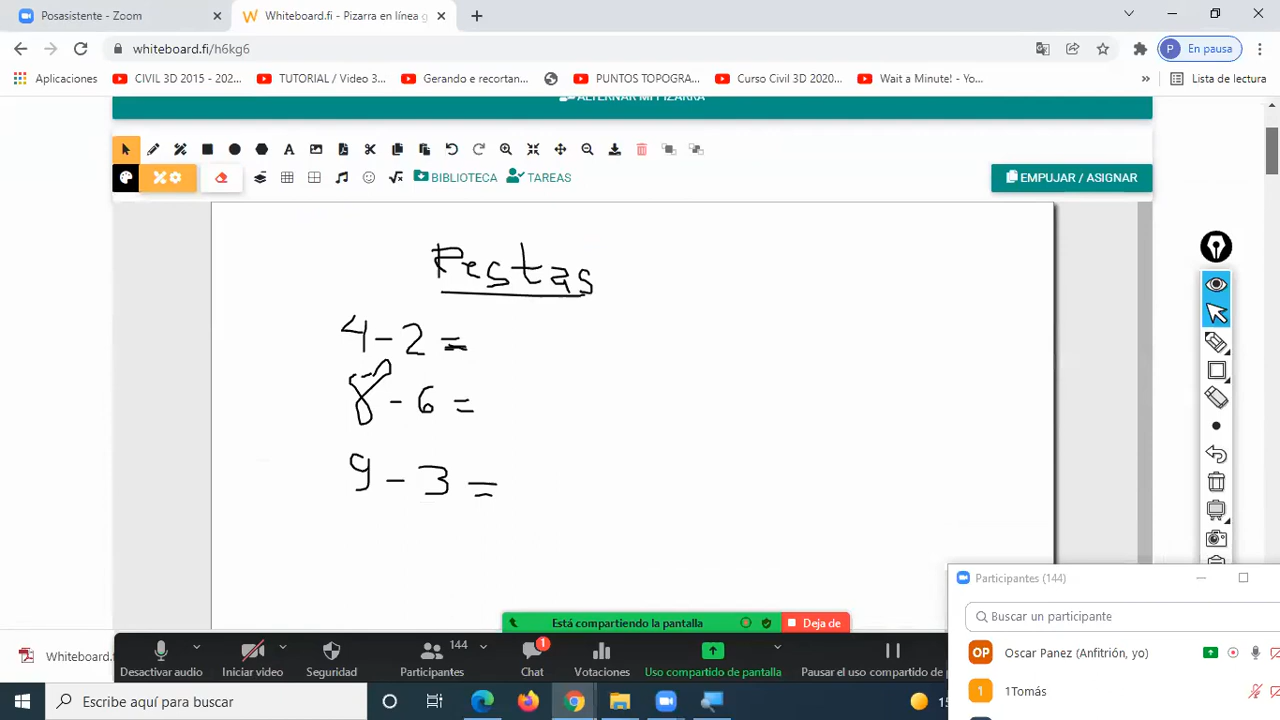 Posasistente - Zoom
Whiteboard.fi - Pizarra en línea g
whiteboard.fi/h6kg6
En pausa
Aplicaciones
CIVIL 3D 2015 - 202...
TUTORIAL / Video 3...
Gerando e recortan...
PUNTOS TOPOGRA...
Curso Civil 3D 2020...
Wait a Minute! - Yo...
»
Lista de lectura
ALTERNAR MI PIZARRA
BIBLIOTECA
TAREAS
EMPUJAR / ASIGNAR
Restas
4 - 2 =
8 - 6 =
9 - 3 =
Participantes (144)
Buscar un participante
OP Oscar Panez (Anfitrión, yo)
1 1Tomás
Está compartiendo la pantalla
Deja de
Whiteboard.f
Desactivar audio
Iniciar video
Seguridad
144
Participantes
1
Chat
Votaciones
Uso compartido de pantalla
Pausar el uso compartido de
Escribe aquí para buscar